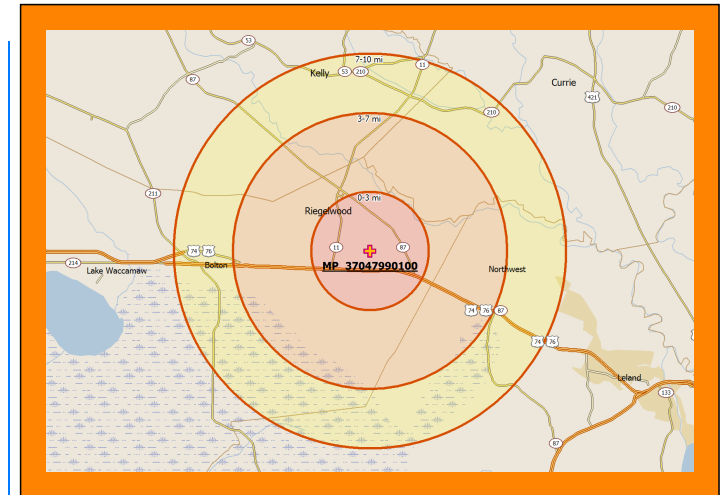 53
7-10 mi
11
Kelly
53
210
87
Currie
421
210
210
3-7 mi
211
0-3 mi
Riegelwood
11
87
74
76
214
Bolton
Lake Waccamaw
MP_37047990100
Northwest
74
76
87
74
76
Leland
133
87